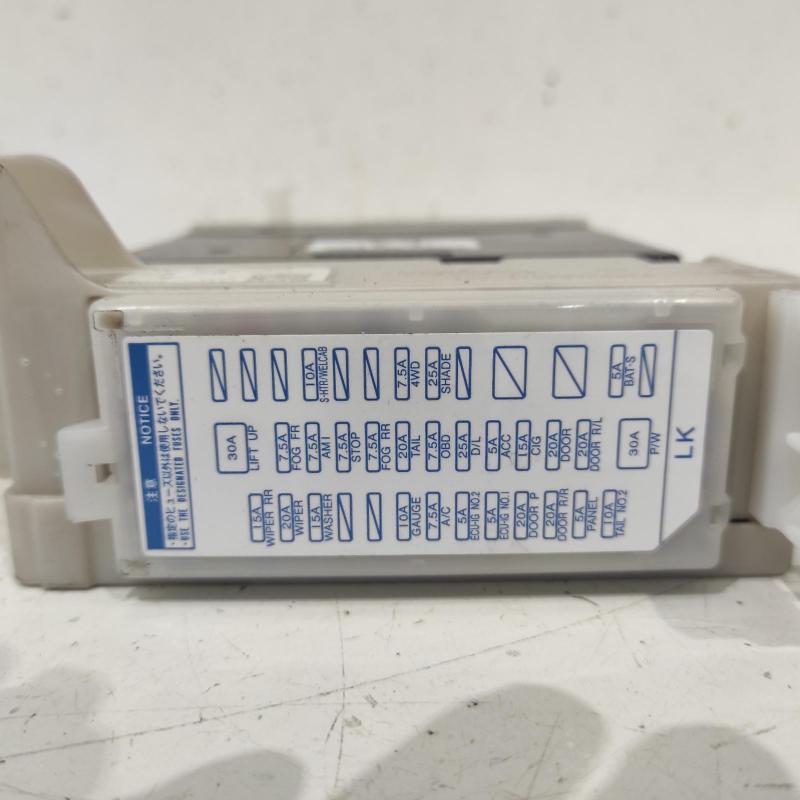 注意 NOTICE
・指定のヒューズ以外は使用しないでください。
・USE THE DESIGNATED FUSES ONLY.
10A S-HTR/WELCAB
7.5A 4WD
25A SHADE
5A BAT-S
30A LIFT UP
7.5A FOG FR
7.5A AM1
7.5A STOP
7.5A FOG RR
20A TAIL
7.5A OBD
25A D/L
5A ACC
15A CIG
20A DOOR
20A DOOR R/L
30A P/W
15A WIPER RR
20A WIPER
15A WASHER
10A GAUGE
7.5A A/C
5A ECU-IG NO.2
5A ECU-IG NO.1
20A DOOR P
20A DOOR R/R
5A PANEL
10A TAIL NO.2
LK